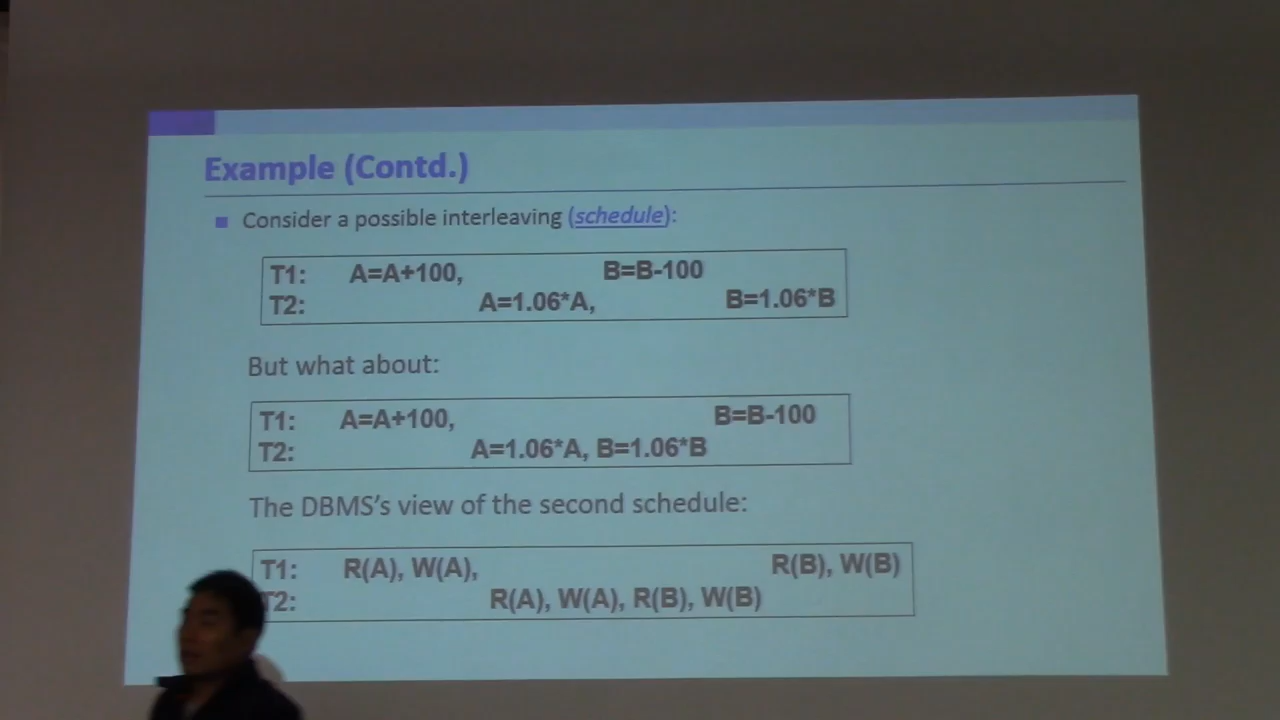 Example (Contd.)
Consider a possible interleaving (schedule):
T1: A=A+100, B=B-100
T2: A=1.06*A, B=1.06*B
But what about:
T1: A=A+100, B=B-100
T2: A=1.06*A, B=1.06*B
The DBMS's view of the second schedule:
T1: R(A), W(A), R(B), W(B)
T2: R(A), W(A), R(B), W(B)